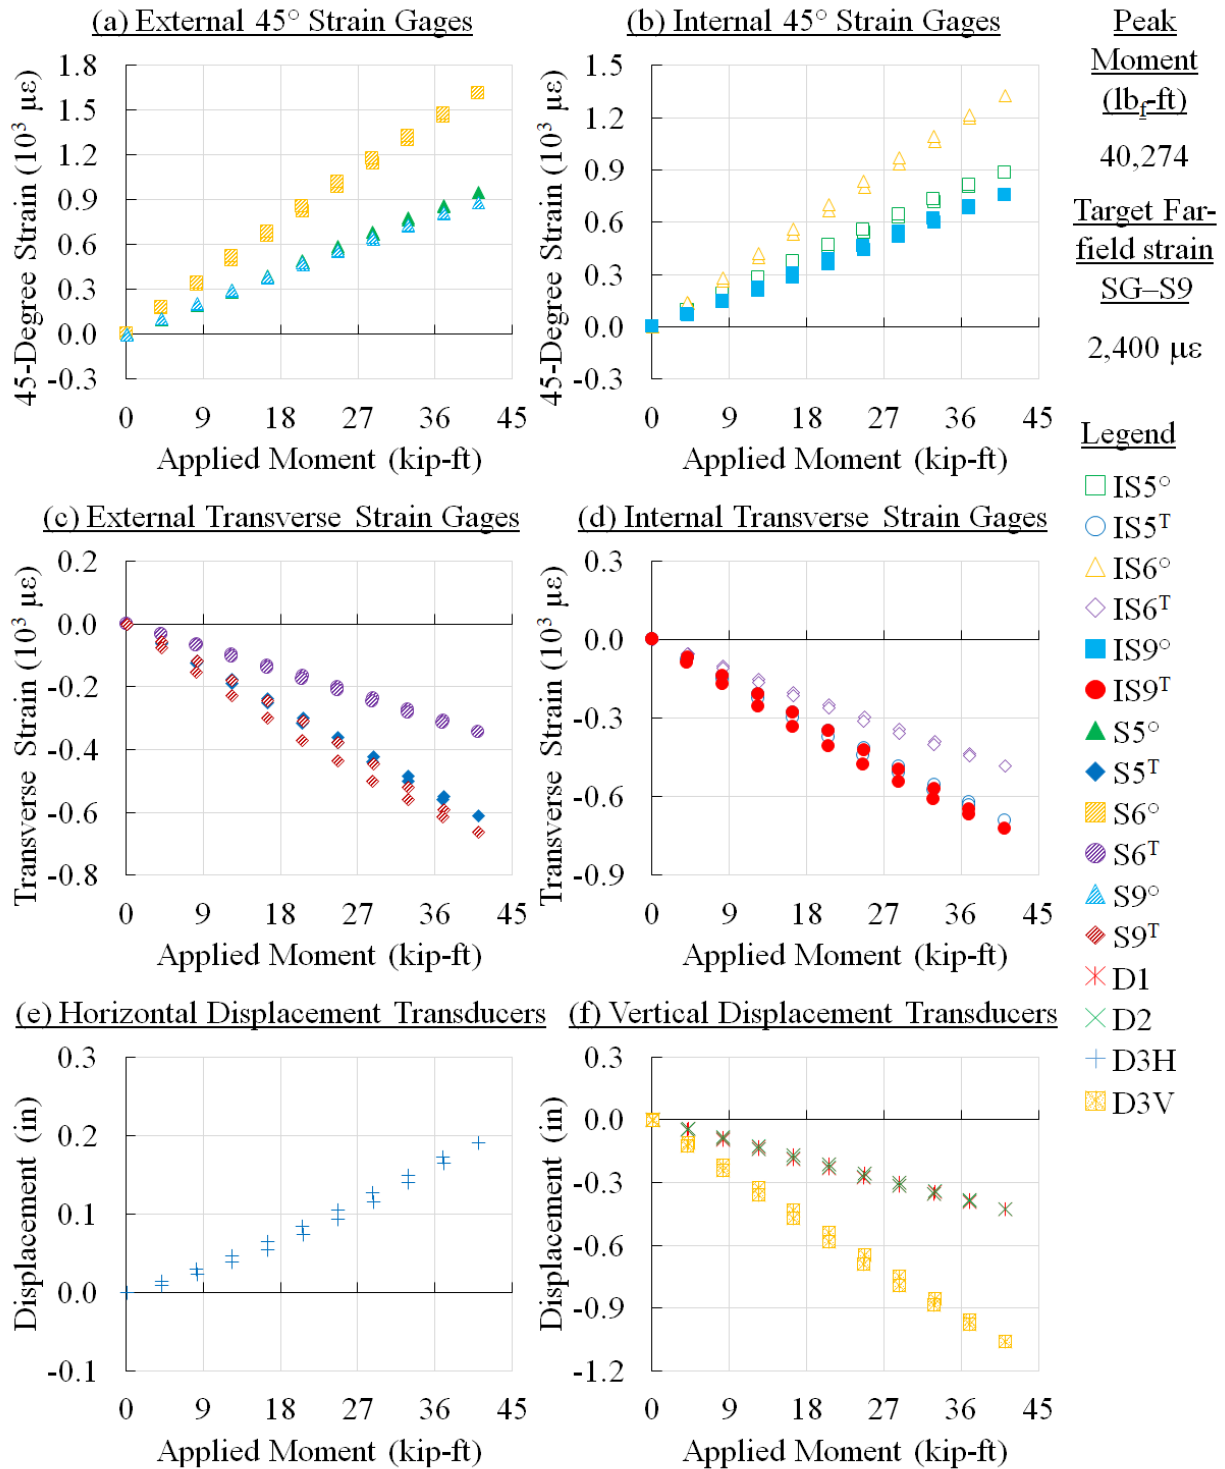 (a) External 45° Strain Gages
45-Degree Strain (10³ µε)
1.8
1.5
1.2
0.9
0.6
0.3
0.0
-0.3
0 9 18 27 36 45
Applied Moment (kip-ft)
(b) Internal 45° Strain Gages
45-Degree Strain (10³ µε)
1.5
1.2
0.9
0.6
0.3
0.0
-0.3
0 9 18 27 36 45
Applied Moment (kip-ft)
Peak
Moment
(lb_f-ft)
40,274
Target Far-
field strain
SG–S9
2,400 µε
(c) External Transverse Strain Gages
Transverse Strain (10³ µε)
0.2
0.0
-0.2
-0.4
-0.6
-0.8
0 9 18 27 36 45
Applied Moment (kip-ft)
(d) Internal Transverse Strain Gages
Transverse Strain (10³ µε)
0.3
0.0
-0.3
-0.6
-0.9
0 9 18 27 36 45
Applied Moment (kip-ft)
(e) Horizontal Displacement Transducers
Displacement (in)
0.3
0.2
0.1
0.0
-0.1
0 9 18 27 36 45
Applied Moment (kip-ft)
(f) Vertical Displacement Transducers
Displacement (in)
0.3
0.0
-0.3
-0.6
-0.9
-1.2
0 9 18 27 36 45
Applied Moment (kip-ft)
Legend
IS5°
IS5ᵀ
IS6°
IS6ᵀ
IS9°
IS9ᵀ
S5°
S5ᵀ
S6°
S6ᵀ
S9°
S9ᵀ
D1
D2
D3H
D3V